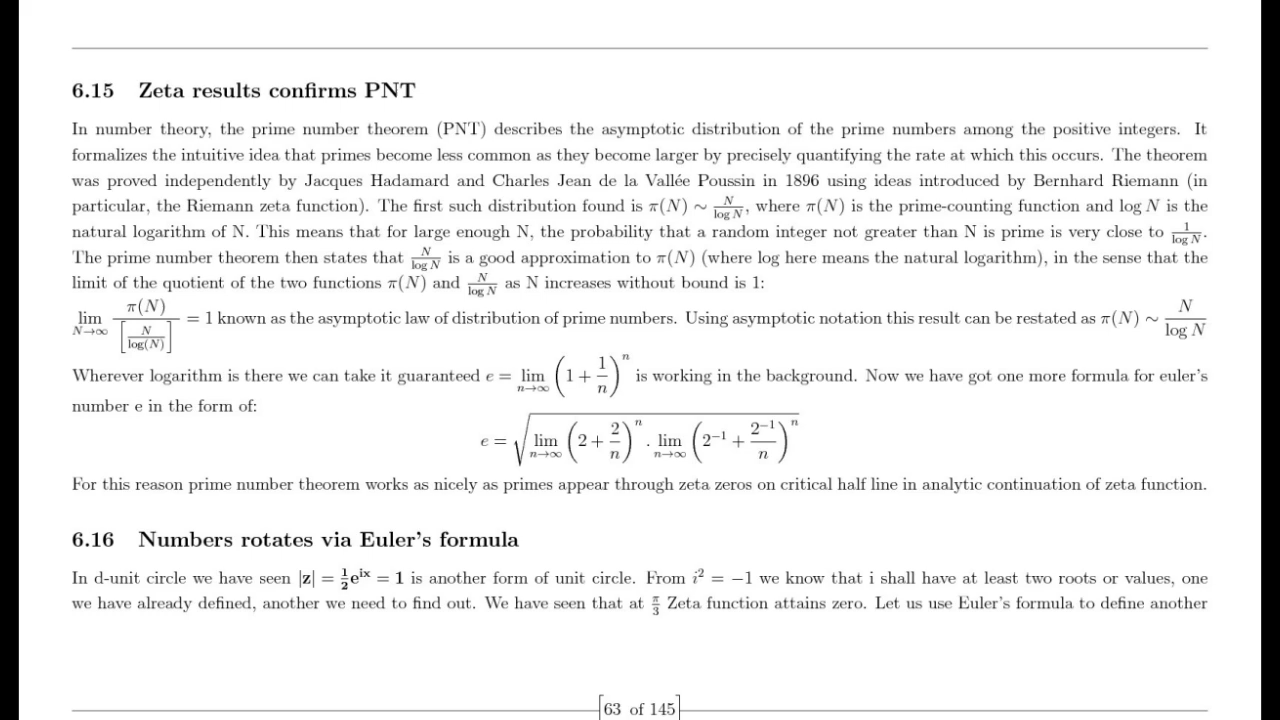 6.15 Zeta results confirms PNT
In number theory, the prime number theorem (PNT) describes the asymptotic distribution of the prime numbers among the positive integers. It
formalizes the intuitive idea that primes become less common as they become larger by precisely quantifying the rate at which this occurs. The theorem
was proved independently by Jacques Hadamard and Charles Jean de la Vallée Poussin in 1896 using ideas introduced by Bernhard Riemann (in
particular, the Riemann zeta function). The first such distribution found is π(N) ∼ N/log N, where π(N) is the prime-counting function and log N is the
natural logarithm of N. This means that for large enough N, the probability that a random integer not greater than N is prime is very close to 1/log N.
The prime number theorem then states that N/log N is a good approximation to π(N) (where log here means the natural logarithm), in the sense that the
limit of the quotient of the two functions π(N) and N/log N as N increases without bound is 1:
lim N→∞ π(N)/[N/log(N)] = 1 known as the asymptotic law of distribution of prime numbers. Using asymptotic notation this result can be restated as π(N) ∼ N/log N
Wherever logarithm is there we can take it guaranteed e = lim n→∞ (1 + 1/n)^n is working in the background. Now we have got one more formula for euler's
number e in the form of:
e = √(lim n→∞ (2 + 2/n)^n . lim n→∞ (2^−1 + 2^−1/n)^n)
For this reason prime number theorem works as nicely as primes appear through zeta zeros on critical half line in analytic continuation of zeta function.
6.16 Numbers rotates via Euler's formula
In d-unit circle we have seen |z| = 1/2 e^ix = 1 is another form of unit circle. From i² = −1 we know that i shall have at least two roots or values, one
we have already defined, another we need to find out. We have seen that at π/3 Zeta function attains zero. Let us use Euler's formula to define another
63 of 145